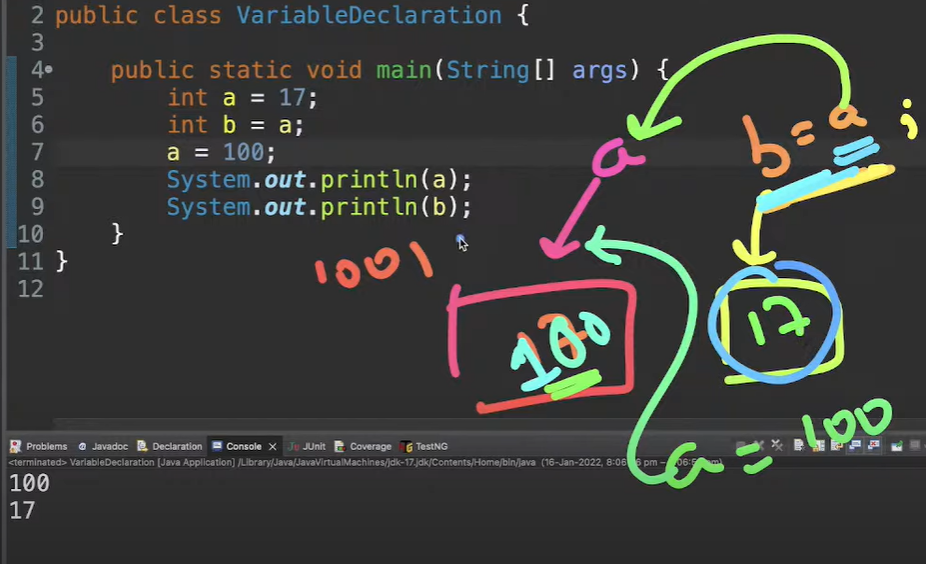 2 public class VariableDeclaration {
3
4 public static void main(String[] args) {
5 int a = 17;
6 int b = a;
7 a = 100;
8 System.out.println(a);
9 System.out.println(b);
10 }
11 }
12
a
b = a ;
1001
100
17
a = 100
Problems Javadoc Declaration Console JUnit Coverage TestNG
<terminated> VariableDeclaration [Java Application] /Library/Java/JavaVirtualMachines/jdk-17.jdk/Contents/Home/bin/java (16-Jan-2022, 8:06
100
17